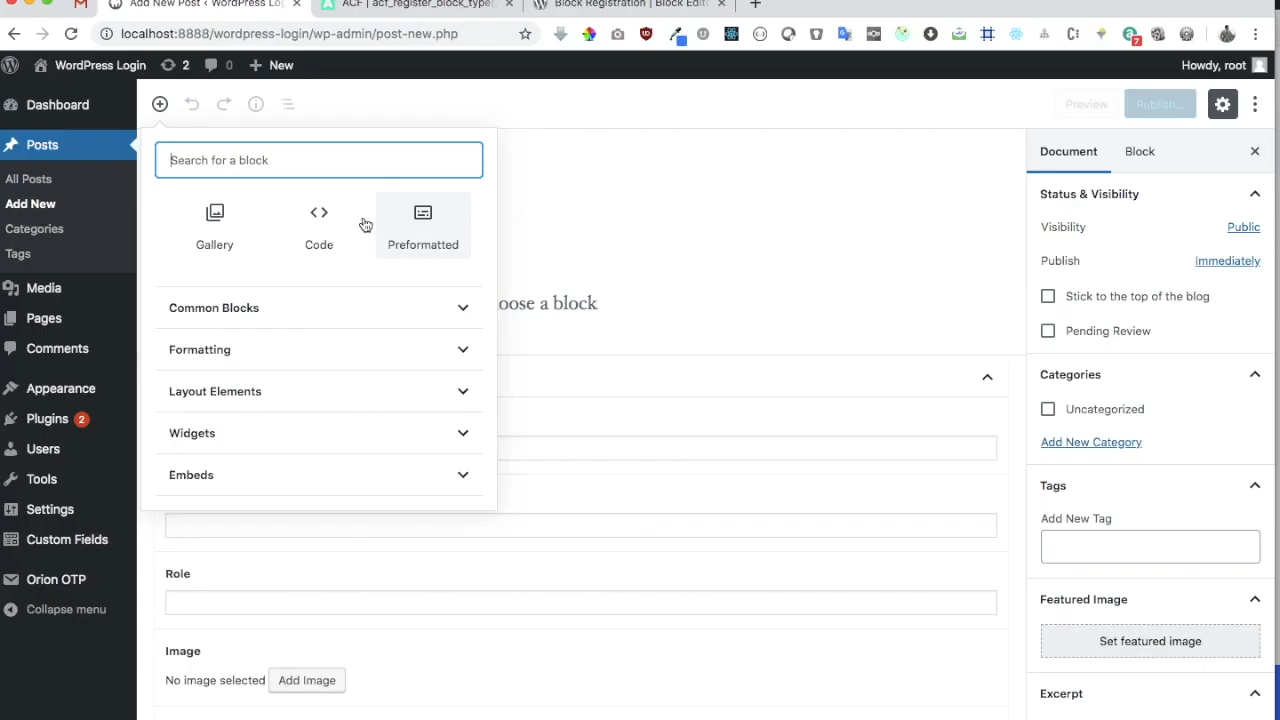 Add New Post ‹ WordPress Log
ACF | acf_register_block_type(
Block Registration | Block Edito
localhost:8888/wordpress-login/wp-admin/post-new.php
7
WordPress Login
2
0
New
Howdy, root
Dashboard
Posts
All Posts
Add New
Categories
Tags
Media
Pages
Comments
Appearance
Plugins 2
Users
Tools
Settings
Custom Fields
Orion OTP
Collapse menu
Preview
Publish...
Search for a block
Gallery
Code
Preformatted
Common Blocks
Formatting
Layout Elements
Widgets
Embeds
oose a block
Role
Image
No image selected
Add Image
Document
Block
Status & Visibility
Visibility
Public
Publish
Immediately
Stick to the top of the blog
Pending Review
Categories
Uncategorized
Add New Category
Tags
Add New Tag
Featured Image
Set featured image
Excerpt